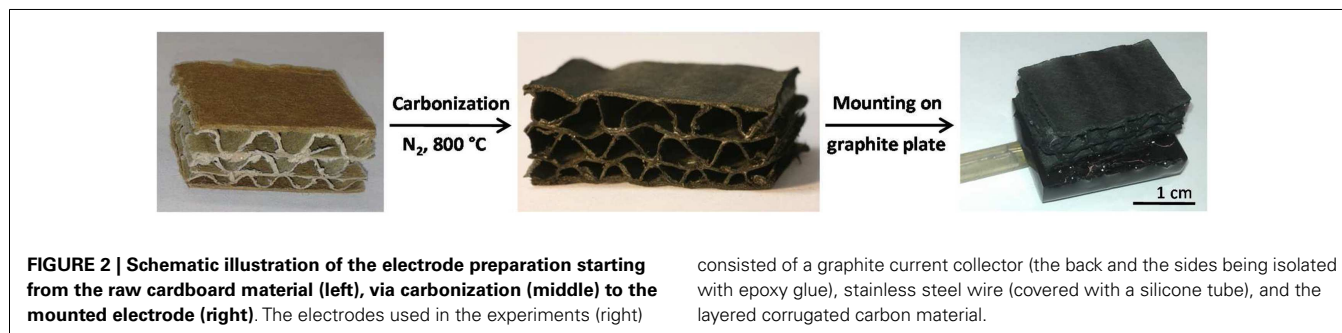 Carbonization
N₂, 800 °C
Mounting on
graphite plate
1 cm
FIGURE 2 | Schematic illustration of the electrode preparation starting
from the raw cardboard material (left), via carbonization (middle) to the
mounted electrode (right). The electrodes used in the experiments (right)
consisted of a graphite current collector (the back and the sides being isolated
with epoxy glue), stainless steel wire (covered with a silicone tube), and the
layered corrugated carbon material.